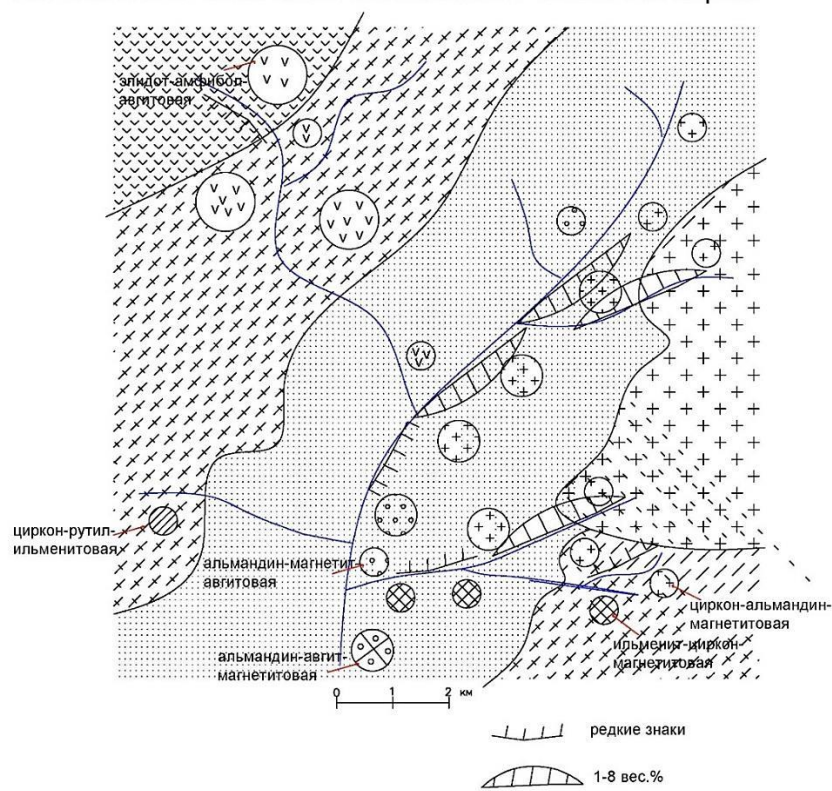 элидот-амфибол-
авгитовая
циркон-рутил-
ильменитовая
альмандин-магнетит-
авгитовая
циркон-альмандин-
магнетитовая
ильменит-циркон-
магнетитовая
альмандин-авгит-
магнетитовая
0 1 2 км
редкие знаки
1-8 вес.%